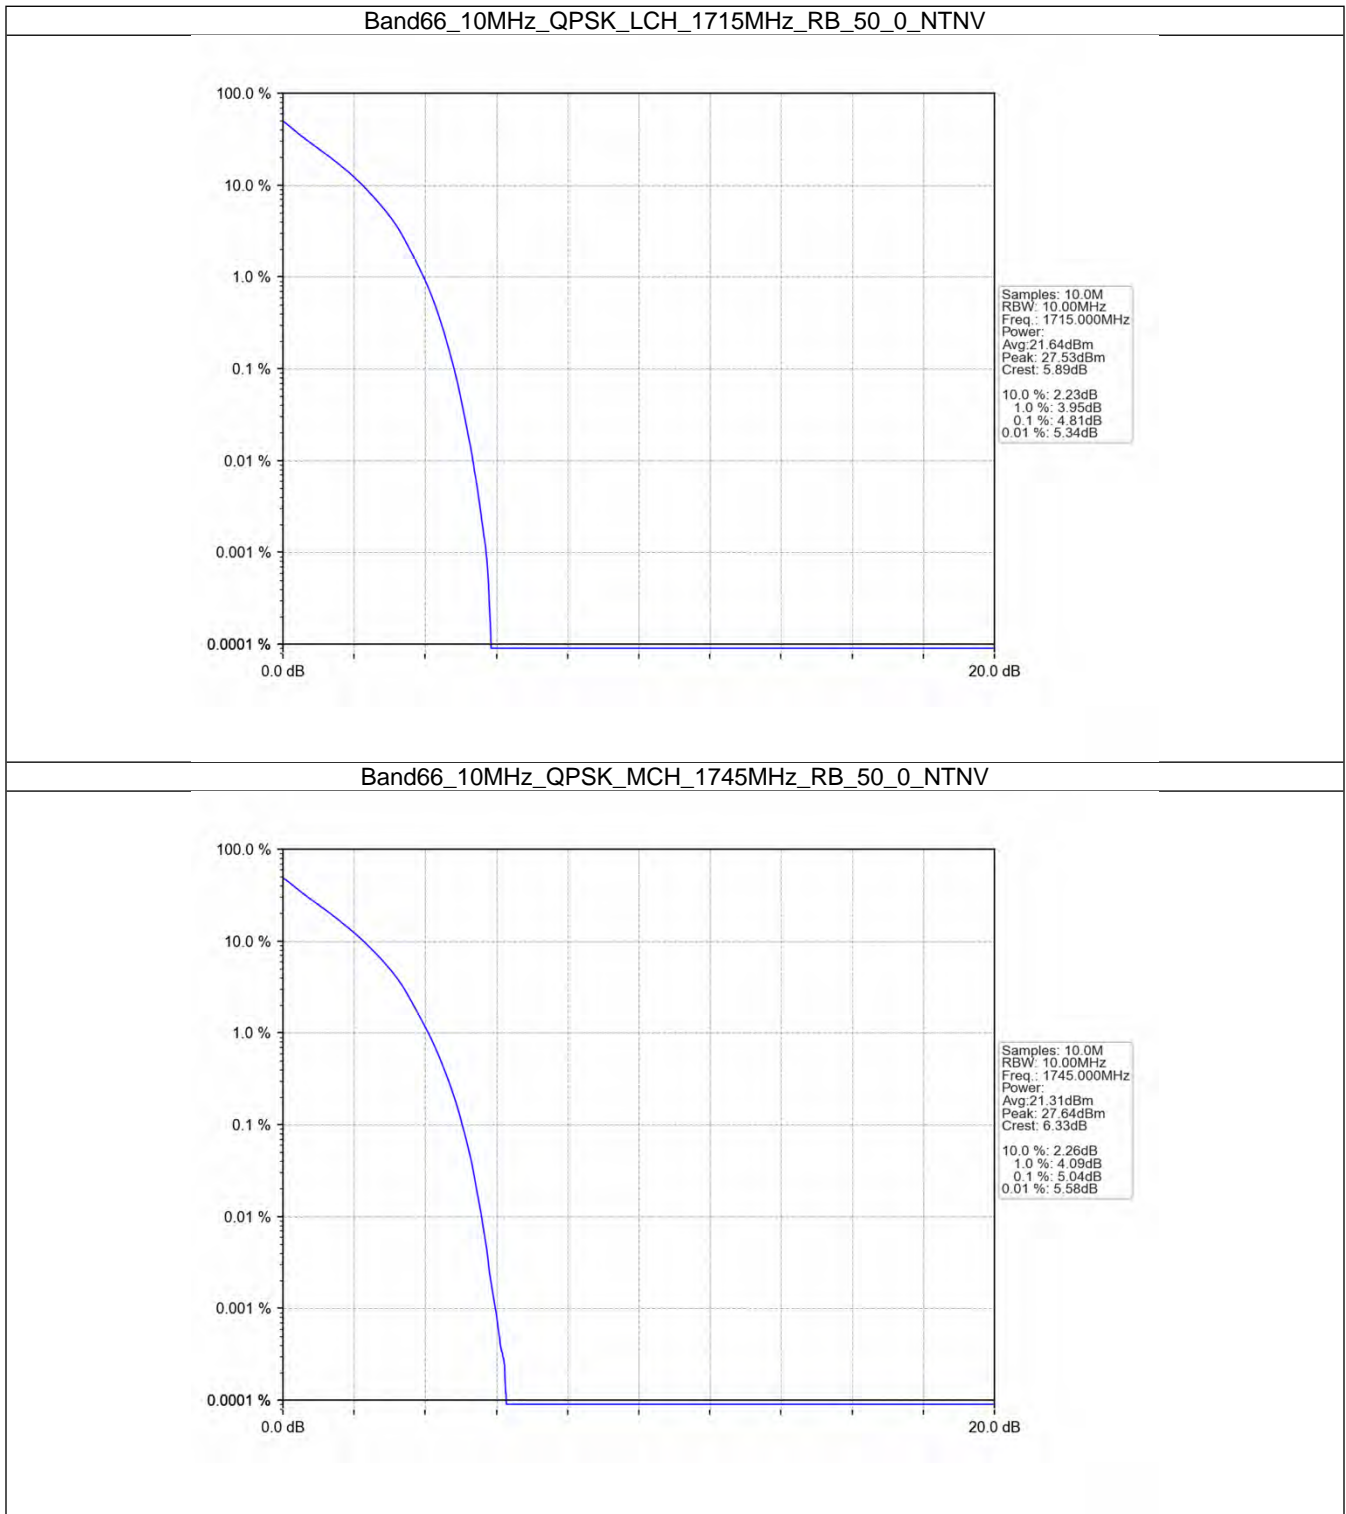 Band66_10MHz_QPSK_LCH_1715MHz_RB_50_0_NTNV
100.0 %
10.0 %
1.0 %
0.1 %
0.01 %
0.001 %
0.0001 %
0.0 dB
20.0 dB
Samples: 10.0M
RBW: 10.00MHz
Freq.: 1715.000MHz
Power:
Avg:21.64dBm
Peak: 27.53dBm
Crest: 5.89dB
10.0 %: 2.23dB
1.0 %: 3.95dB
0.1 %: 4.81dB
0.01 %: 5.34dB
Band66_10MHz_QPSK_MCH_1745MHz_RB_50_0_NTNV
100.0 %
10.0 %
1.0 %
0.1 %
0.01 %
0.001 %
0.0001 %
0.0 dB
20.0 dB
Samples: 10.0M
RBW: 10.00MHz
Freq.: 1745.000MHz
Power:
Avg:21.31dBm
Peak: 27.64dBm
Crest: 6.33dB
10.0 %: 2.26dB
1.0 %: 4.09dB
0.1 %: 5.04dB
0.01 %: 5.58dB